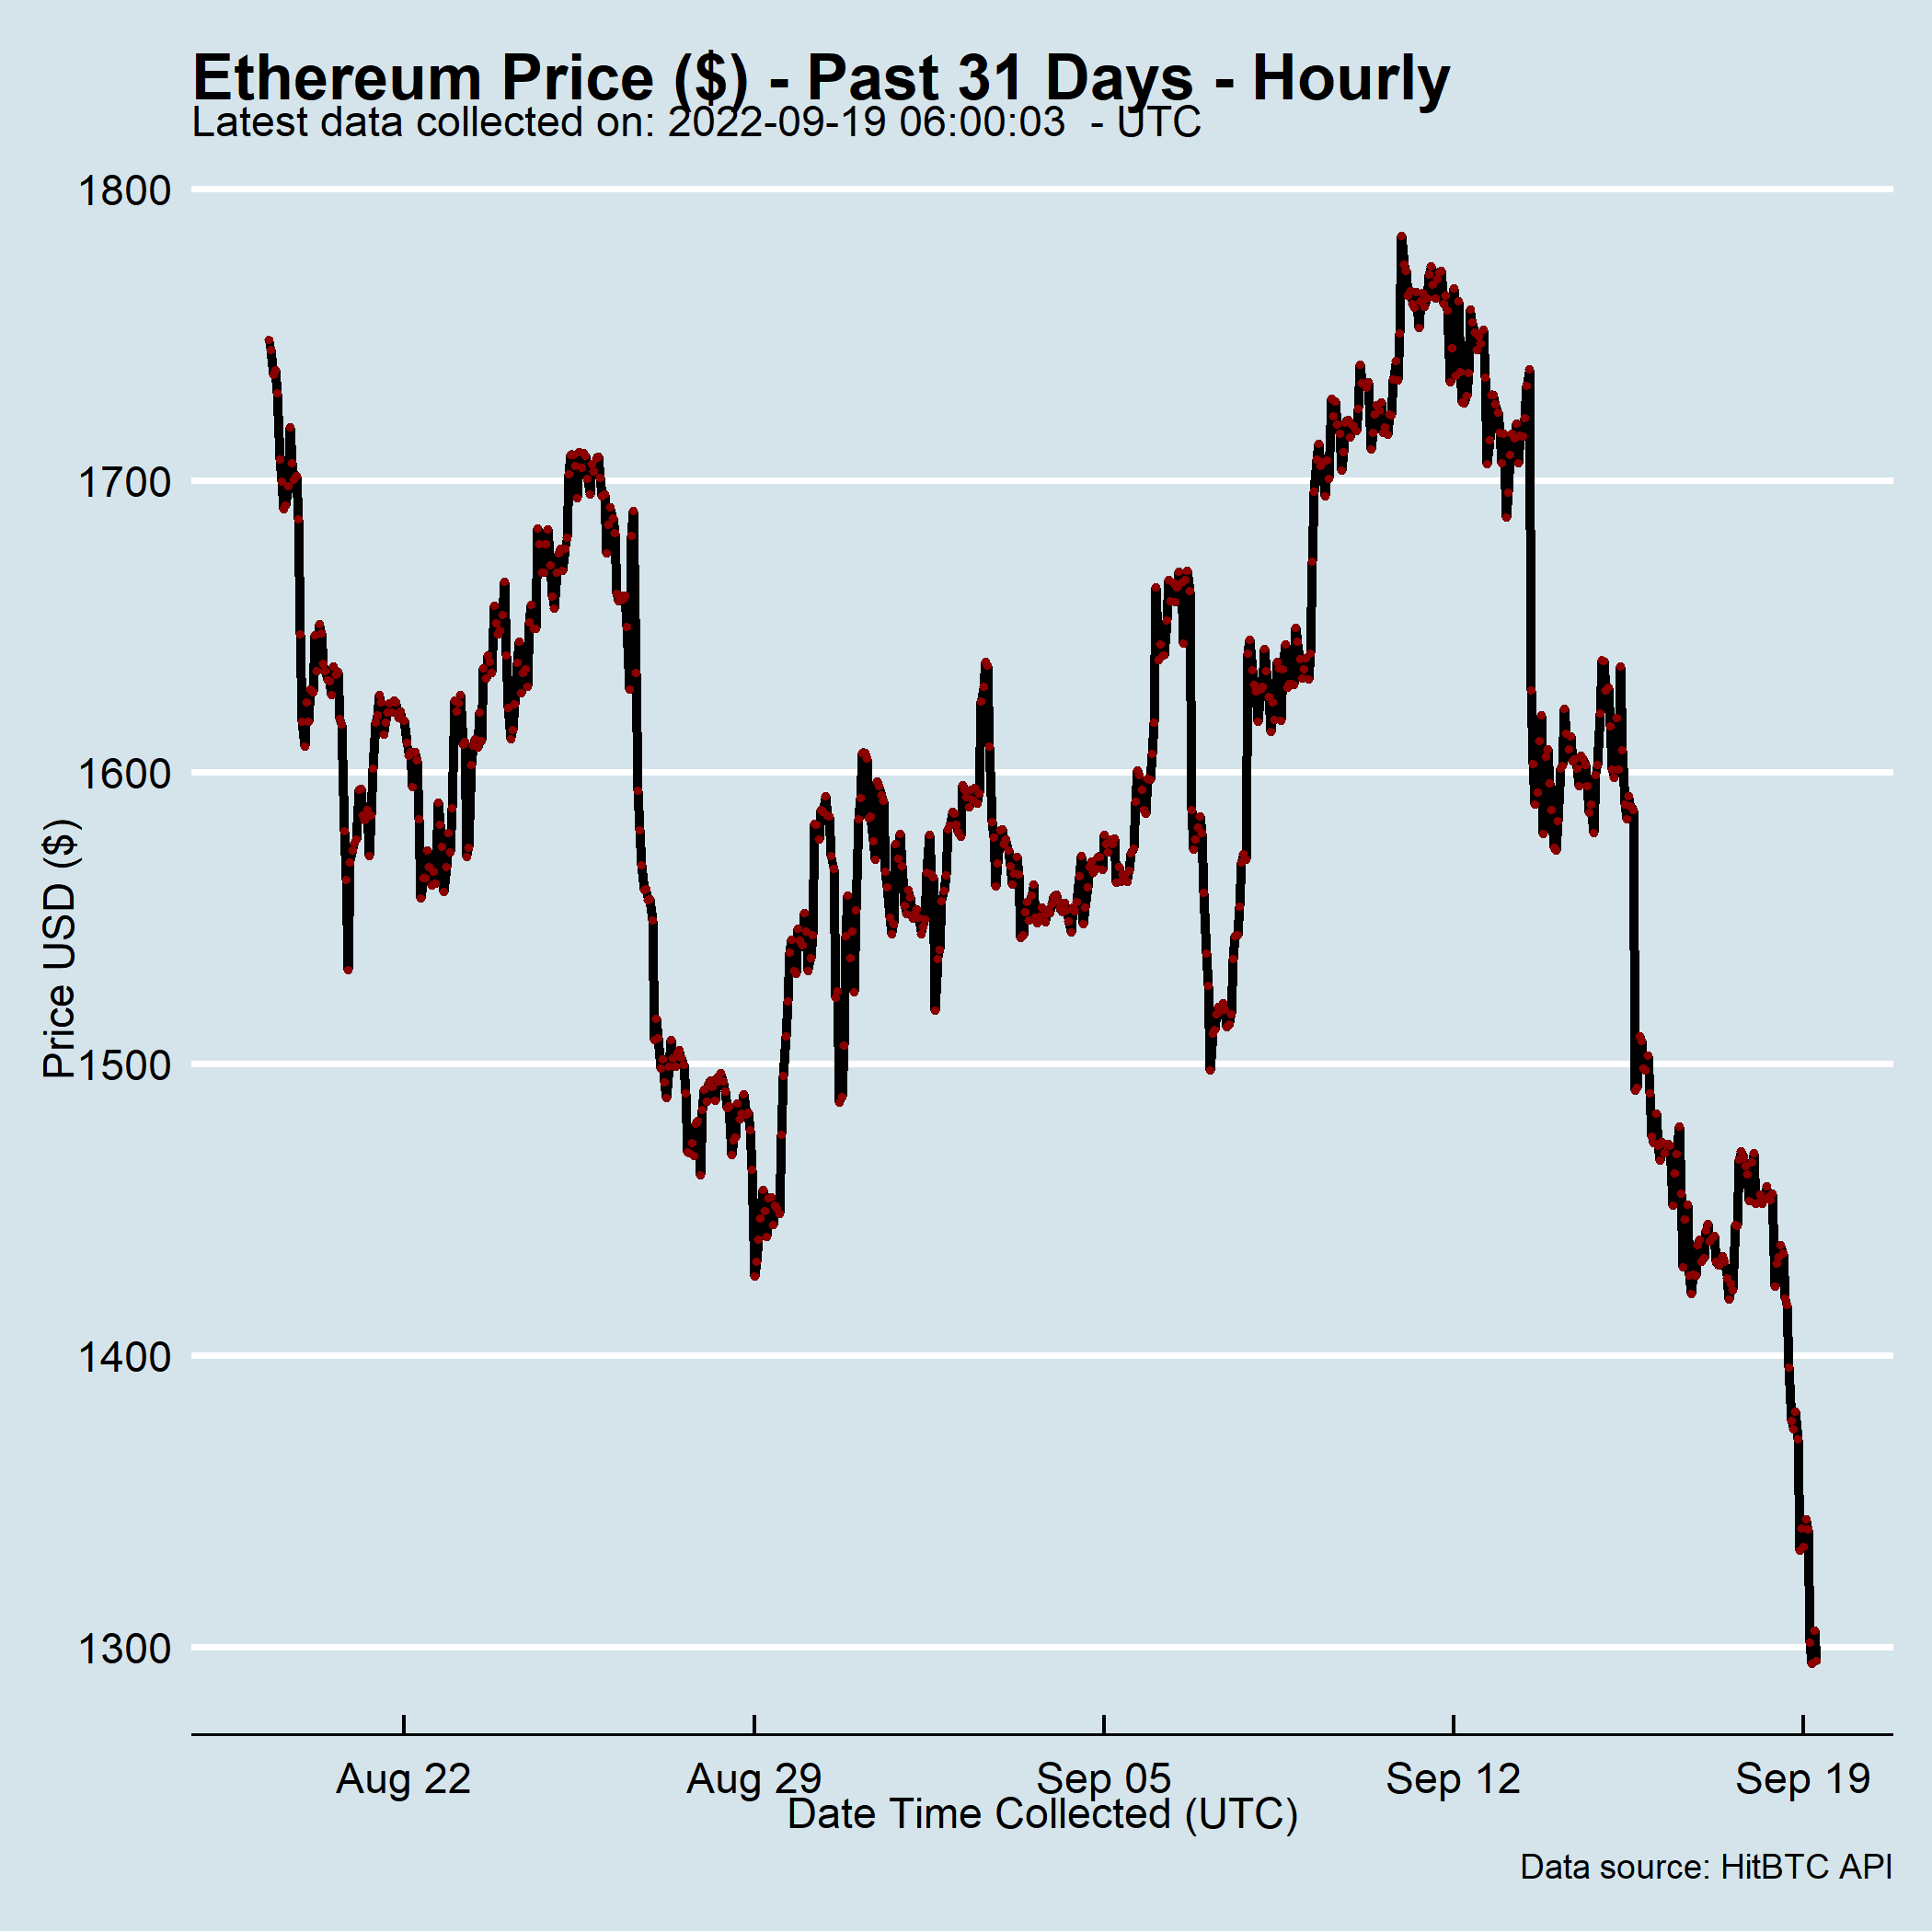 Ethereum Price ($) - Past 31 Days - Hourly
Latest data collected on: 2022-09-19 06:00:03  - UTC
1800
1700
1600
1500
1400
1300
Price USD ($)
Aug 22
Aug 29
Sep 05
Sep 12
Sep 19
Date Time Collected (UTC)
Data source: HitBTC API